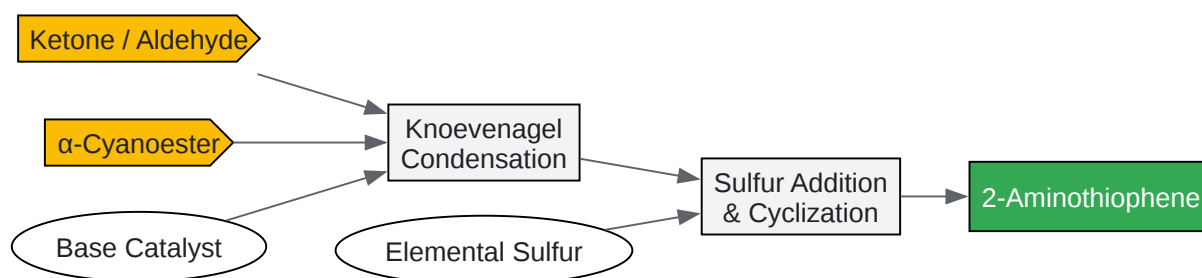 Ketone / Aldehyde
α-Cyanoester
Base Catalyst
Knoevenagel
Condensation
Elemental Sulfur
Sulfur Addition
& Cyclization
2-Aminothiophene